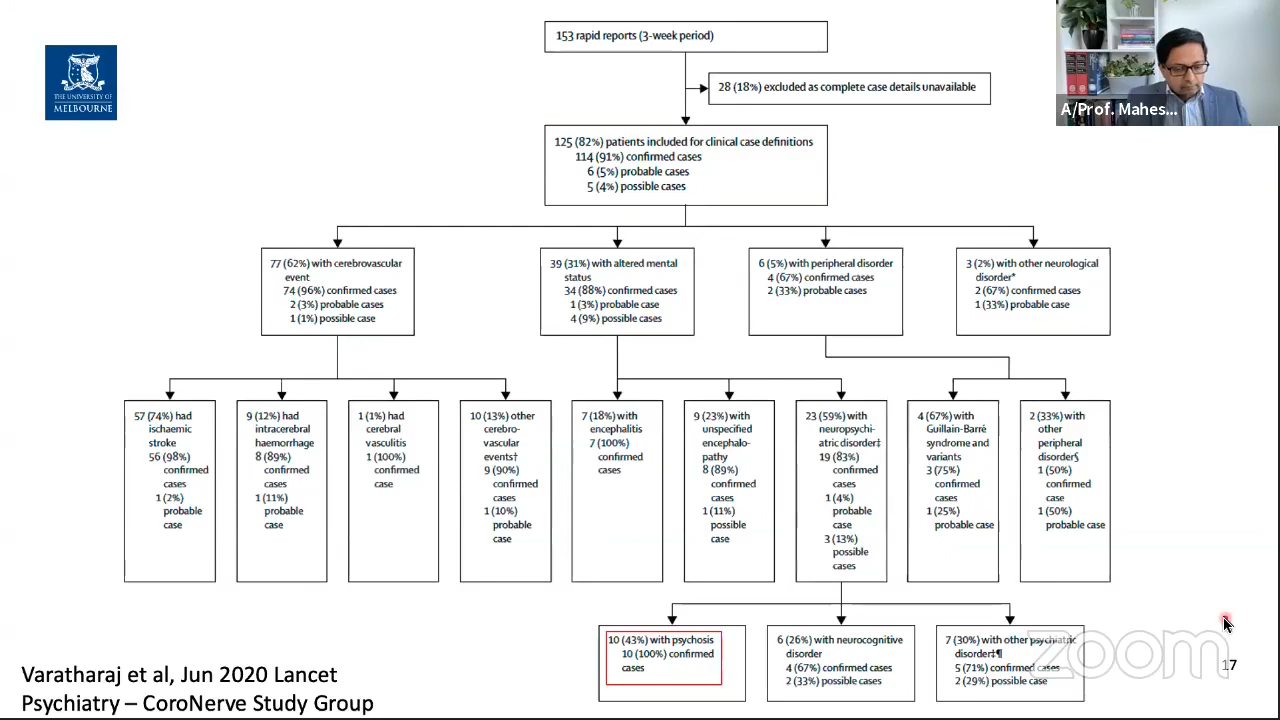 153 rapid reports (3-week period)
28 (18%) excluded as complete case details unavailable
THE UNIVERSITY OF
MELBOURNE
A/Prof. Mahes...
125 (82%) patients included for clinical case definitions
114 (91%) confirmed cases
6 (5%) probable cases
5 (4%) possible cases
77 (62%) with cerebrovascular
event
74 (96%) confirmed cases
2 (3%) probable cases
1 (1%) possible case
39 (31%) with altered mental
status
34 (88%) confirmed cases
1 (3%) probable case
4 (9%) possible cases
6 (5%) with peripheral disorder
4 (67%) confirmed cases
2 (33%) probable cases
3 (2%) with other neurological
disorder*
2 (67%) confirmed cases
1 (33%) probable case
57 (74%) had
ischaemic
stroke
56 (98%)
confirmed
cases
1 (2%)
probable
case
9 (12%) had
intracerebral
haemorrhage
8 (89%)
confirmed
cases
1 (11%)
probable
case
1 (1%) had
cerebral
vasculitis
1 (100%)
confirmed
case
10 (13%) other
cerebro-
vascular
events†
9 (90%)
confirmed
cases
1 (10%)
probable
case
7 (18%) with
encephalitis
7 (100%)
confirmed
cases
9 (23%) with
unspecified
encephalo-
pathy
8 (89%)
confirmed
cases
1 (11%)
possible
case
23 (59%) with
neuropsychi-
atric disorder‡
19 (83%)
confirmed
cases
1 (4%)
probable
case
3 (13%)
possible
cases
4 (67%) with
Guillain-Barré
syndrome and
variants
3 (75%)
confirmed
cases
1 (25%)
probable case
2 (33%) with
other
peripheral
disorder§
1 (50%)
confirmed
case
1 (50%)
probable case
10 (43%) with psychosis
10 (100%) confirmed
cases
6 (26%) with neurocognitive
disorder
4 (67%) confirmed cases
2 (33%) possible cases
7 (30%) with other psychiatric
disorder‡¶
5 (71%) confirmed cases
2 (29%) possible case
zoom
17
Varatharaj et al, Jun 2020 Lancet
Psychiatry – CoroNerve Study Group